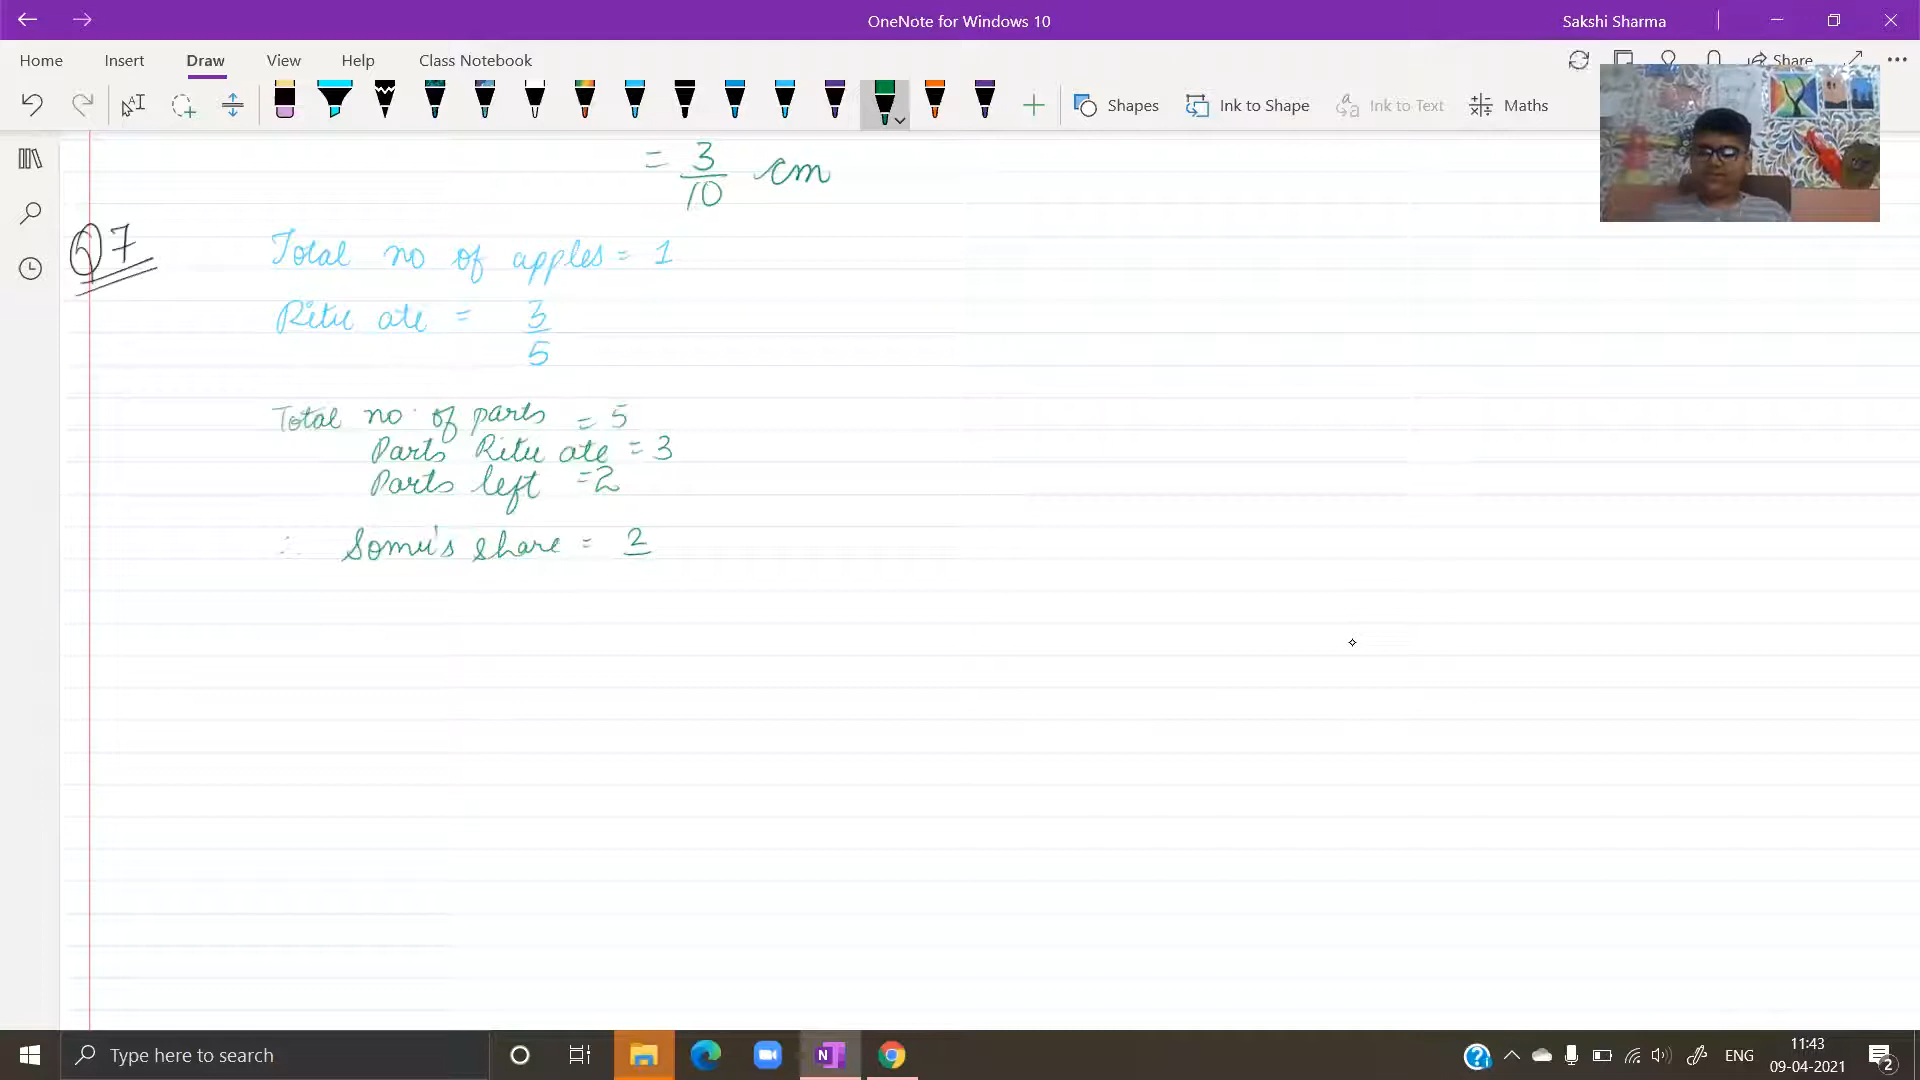 OneNote for Windows 10
Sakshi Sharma
Home Insert Draw View Help Class Notebook
Share
Shapes Ink to Shape Ink to Text Maths
= 3/10 cm
Q7
Total no of apples = 1
Ritu ate = 3/5
Total no. of parts = 5
Parts Ritu ate = 3
Parts left = 2
∴ Somu's share = 2
Type here to search
ENG
11:43
09-04-2021
2